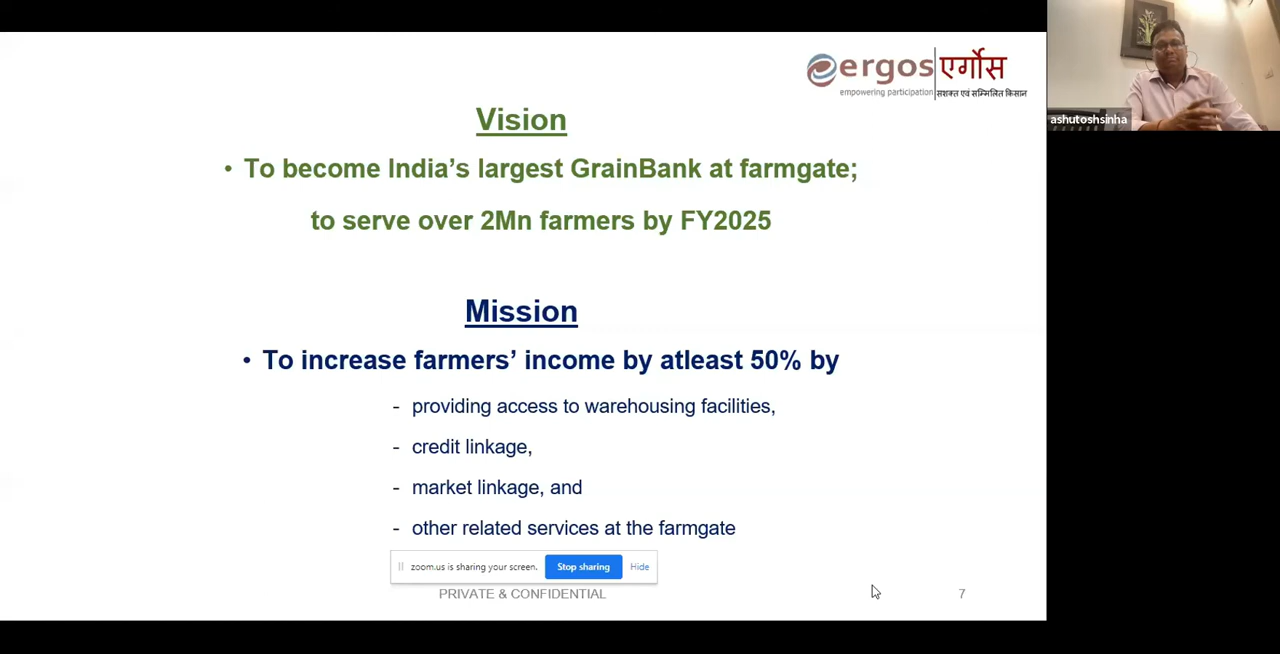 ergos
एर्गोस
empowering participation
सशक्त एवं सम्मिलित किसान
ashutoshsinha
Vision
• To become India's largest GrainBank at farmgate;
to serve over 2Mn farmers by FY2025
Mission
• To increase farmers' income by atleast 50% by
- providing access to warehousing facilities,
- credit linkage,
- market linkage, and
- other related services at the farmgate
zoom.us is sharing your screen. Stop sharing Hide
PRIVATE & CONFIDENTIAL 7